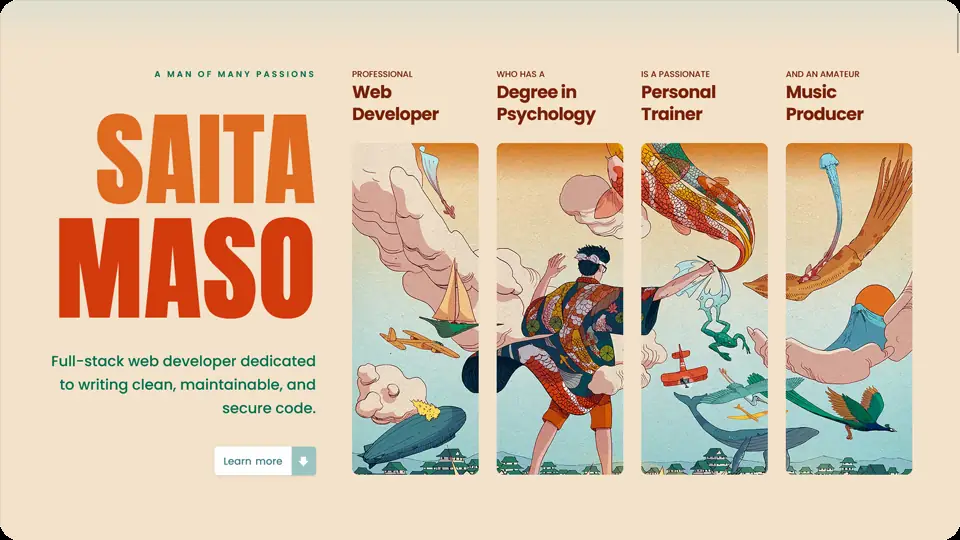 A MAN OF MANY PASSIONS
SAITA
MASO
Full-stack web developer dedicated
to writing clean, maintainable, and
secure code.
Learn more
PROFESSIONAL
Web
Developer
WHO HAS A
Degree in
Psychology
IS A PASSIONATE
Personal
Trainer
AND AN AMATEUR
Music
Producer